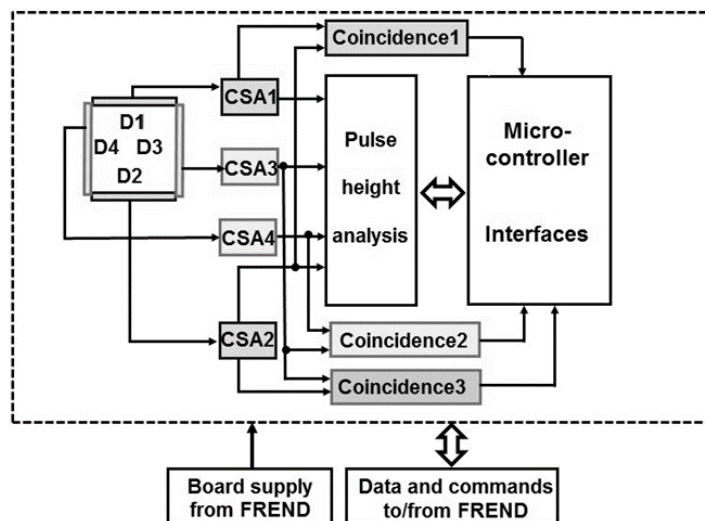 Coincidence1
CSA1
D1
D4 D3
D2
Pulse
height
analysis
Micro-
controller
Interfaces
CSA3
CSA4
CSA2
Coincidence2
Coincidence3
Board supply
from FREND
Data and commands
to/from FREND